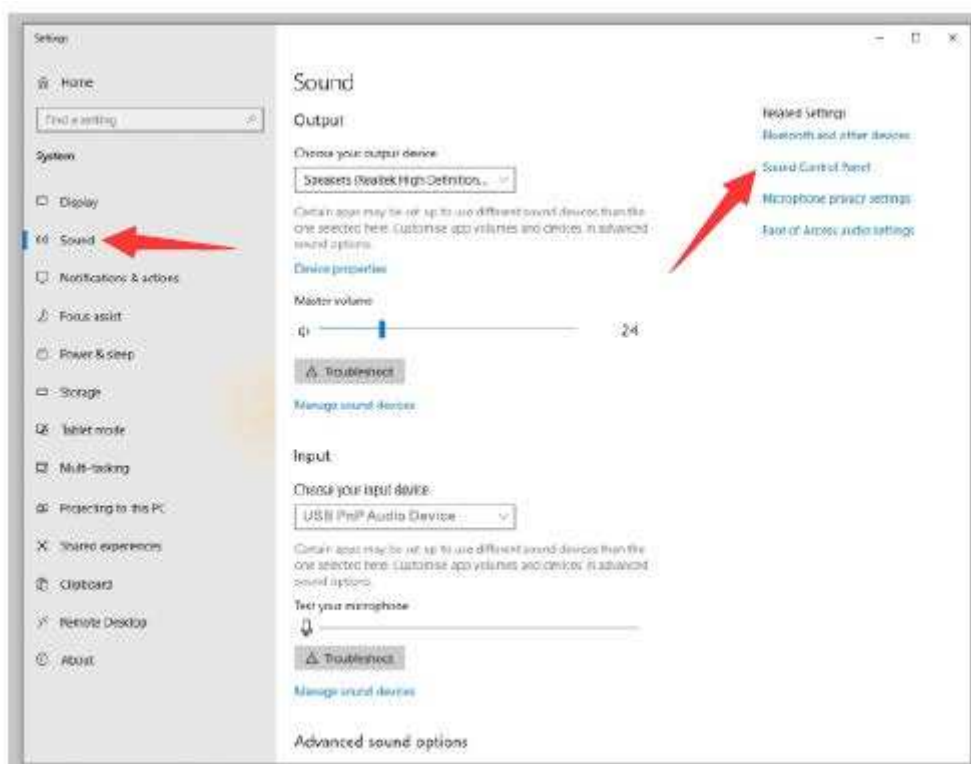 Settings
Home
Find a setting
System
Display
Sound
Notifications & actions
Focus assist
Power & sleep
Storage
Tablet mode
Multi-tasking
Projecting to this PC
Shared experiences
Clipboard
Remote Desktop
About
Sound
Output
Choose your output device
Speakers (Realtek High Definition...
Certain apps may be set up to use different sound devices than the
one selected here. Customise app volumes and devices in advanced
sound options.
Device properties
Master volume
24
Troubleshoot
Manage sound devices
Input
Choose your input device
USB PnP Audio Device
Certain apps may be set up to use different sound devices than the
one selected here. Customise app volumes and devices in advanced
sound options.
Test your microphone
Troubleshoot
Manage sound devices
Advanced sound options
Related Settings
Bluetooth and other devices
Sound Control Panel
Microphone privacy settings
Ease of Access audio settings